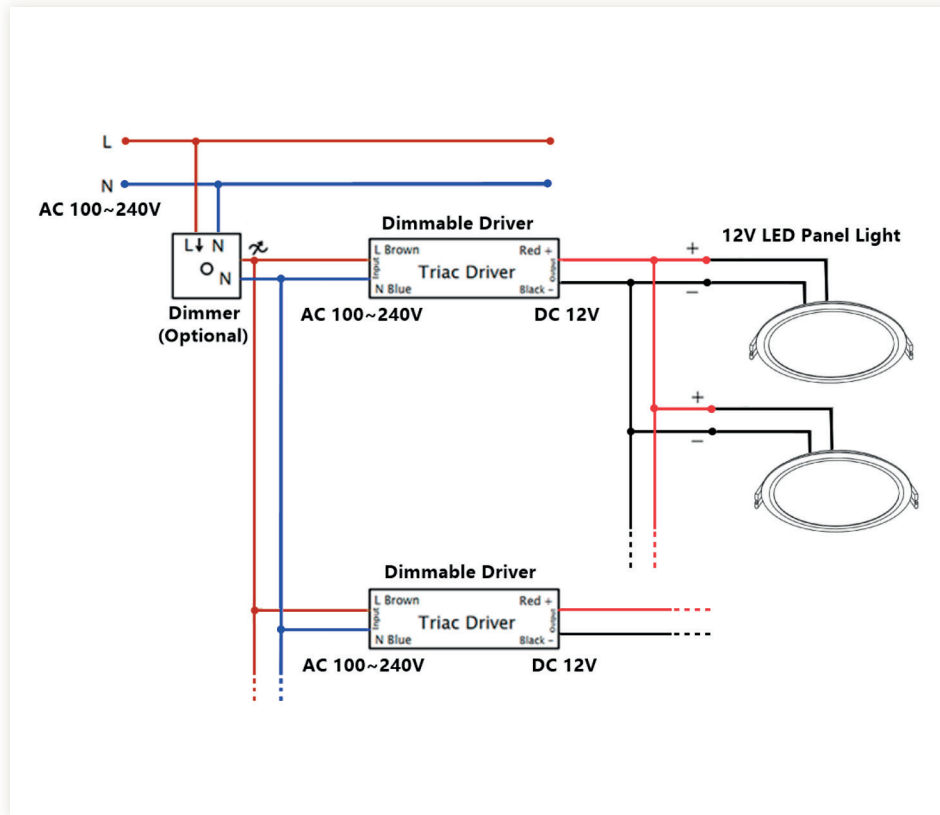 L
N
AC 100~240V
L↓ N
N
Dimmer
(Optional)
Dimmable Driver
L Brown
Red +
Input
Triac Driver
Output
N Blue
Black −
AC 100~240V
DC 12V
12V LED Panel Light
+
−
+
−
Dimmable Driver
L Brown
Red +
Input
Triac Driver
Output
N Blue
Black −
AC 100~240V
DC 12V